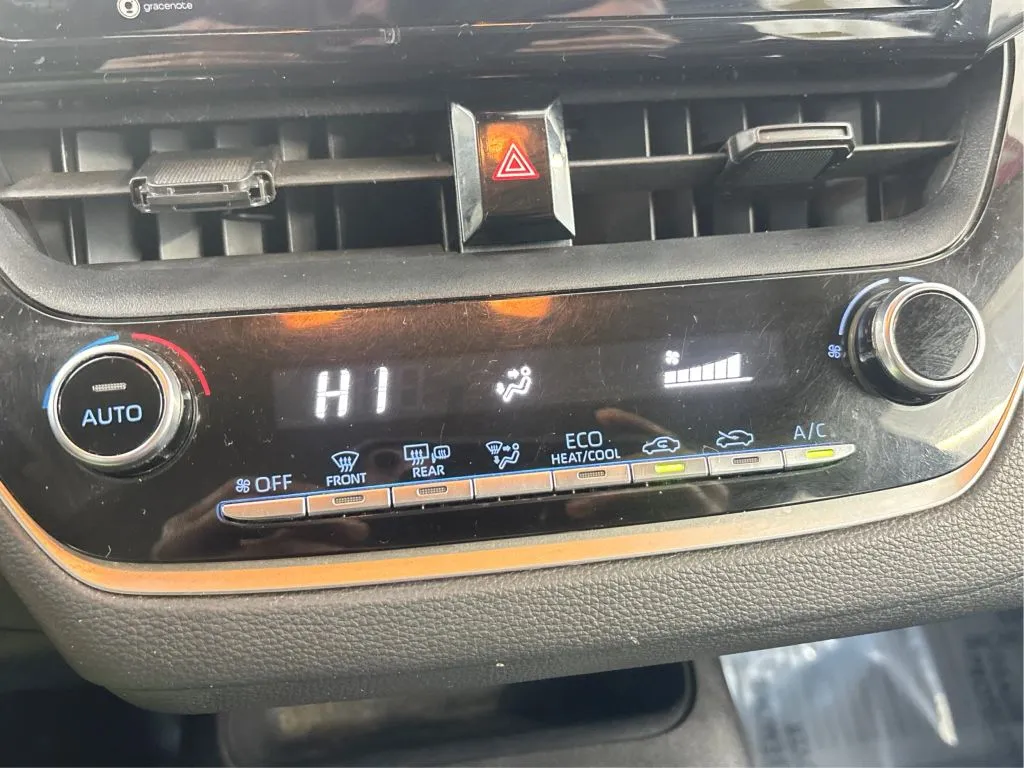 gracenote
HI
AUTO
OFF
FRONT
REAR
ECO
HEAT/COOL
A/C